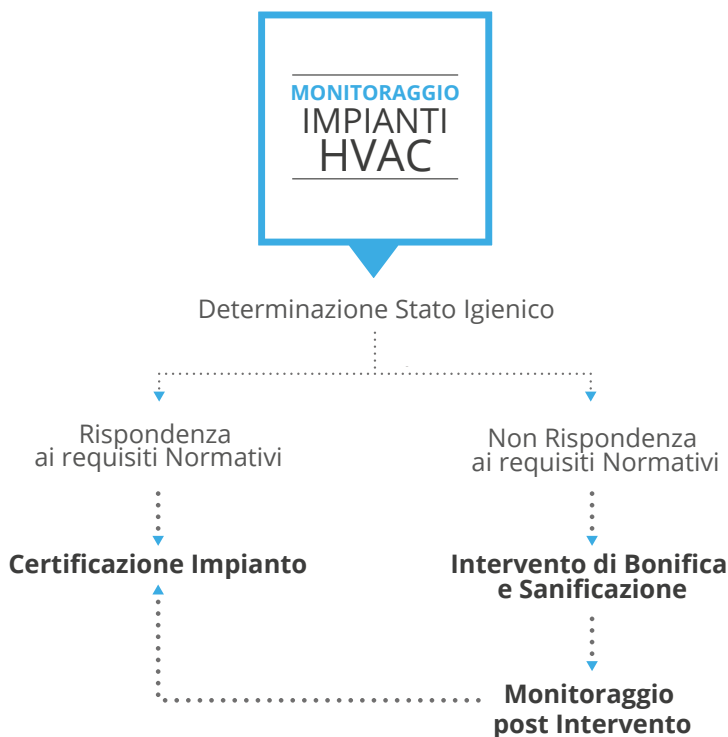 MONITORAGGIO
IMPIANTI
HVAC
Determinazione Stato Igienico
Rispondenza
ai requisiti Normativi
Non Rispondenza
ai requisiti Normativi
Certificazione Impianto
Intervento di Bonifica
e Sanificazione
Monitoraggio
post Intervento